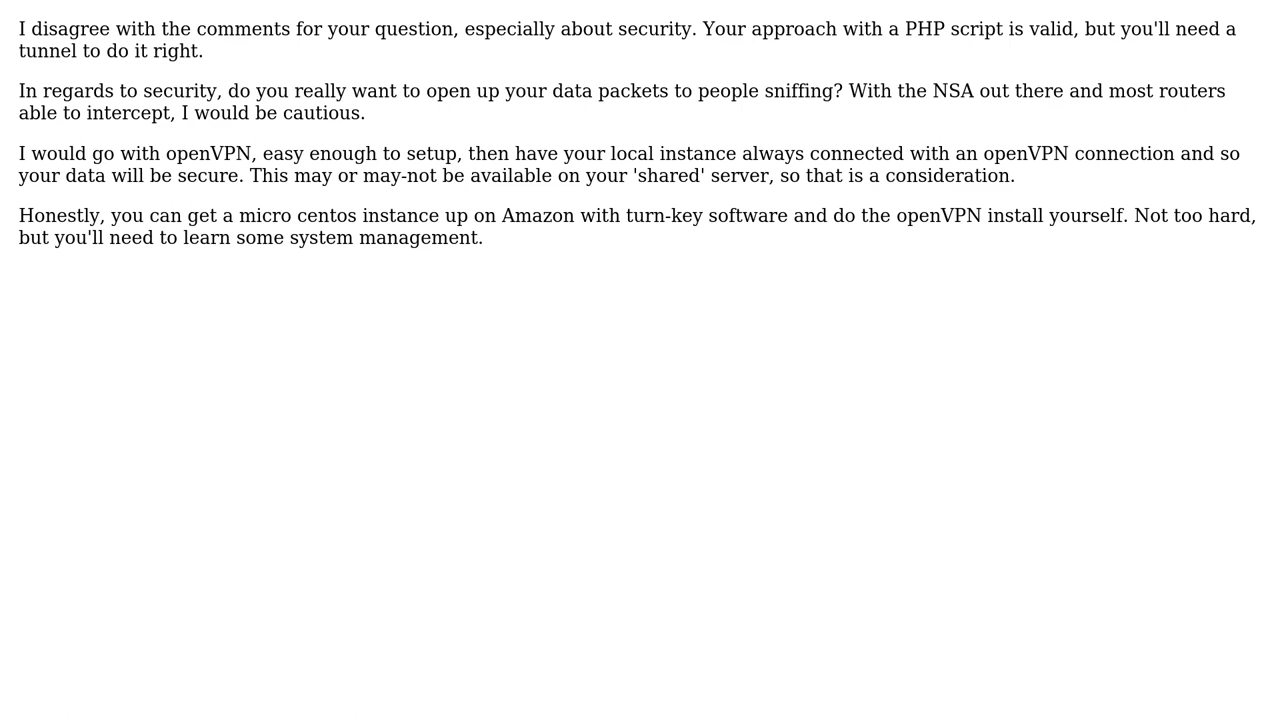 I disagree with the comments for your question, especially about security. Your approach with a PHP script is valid, but you'll need a
tunnel to do it right.
In regards to security, do you really want to open up your data packets to people sniffing? With the NSA out there and most routers
able to intercept, I would be cautious.
I would go with openVPN, easy enough to setup, then have your local instance always connected with an openVPN connection and so
your data will be secure. This may or may-not be available on your 'shared' server, so that is a consideration.
Honestly, you can get a micro centos instance up on Amazon with turn-key software and do the openVPN install yourself. Not too hard,
but you'll need to learn some system management.